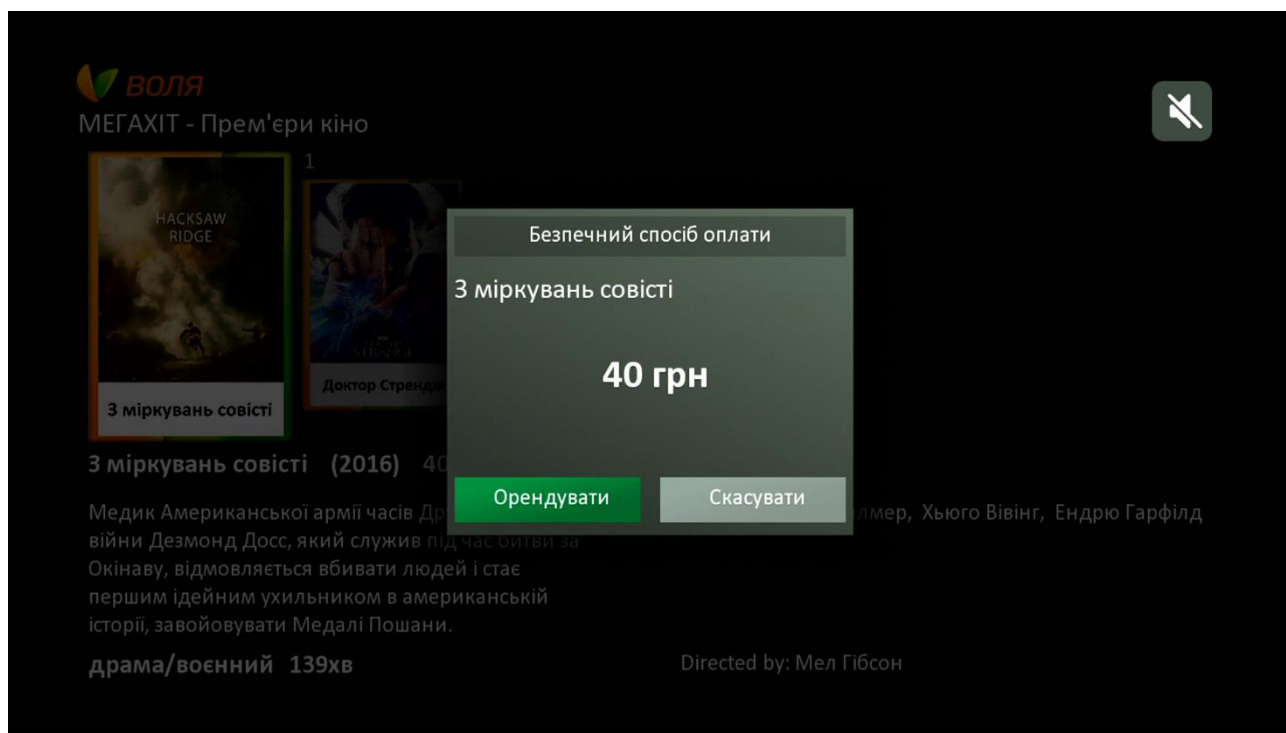 воля
МЕГАХІТ - Прем'єри кіно
1
HACKSAW
RIDGE
З міркувань совісті
Доктор Стрендж
Безпечний спосіб оплати
З міркувань совісті
40 грн
Орендувати Скасувати
З міркувань совісті (2016) 40
Медик Американської армії часів
війни Дезмонд Досс, який служив під час битви за
Окінаву, відмовляється вбивати людей і стає
першим ідейним ухильником в американській
історії, завойовувати Медалі Пошани.
Хьюго Вівінг, Ендрю Гарфілд
драма/воєнний 139хв
Directed by: Мел Гібсон